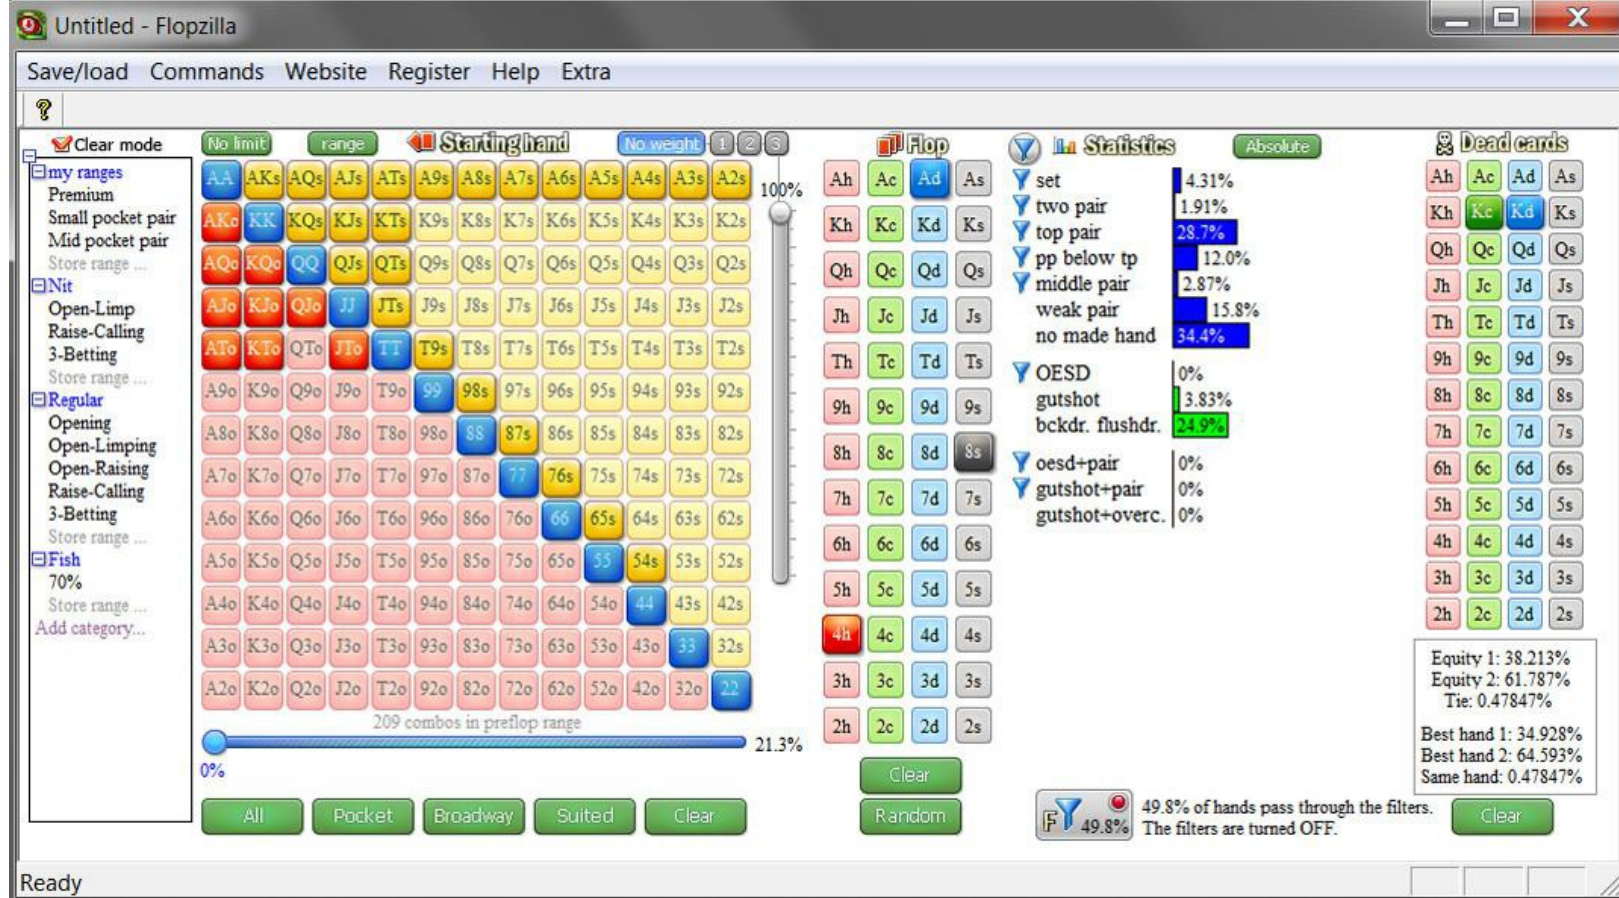 Untitled - Flopzilla
Save/load Commands Website Register Help Extra
Clear mode
my ranges
Premium
Small pocket pair
Mid pocket pair
Store range ...
Nit
Open-Limp
Raise-Calling
3-Betting
Store range ...
Regular
Opening
Open-Limping
Open-Raising
Raise-Calling
3-Betting
Store range ...
Fish
70%
Store range ...
Add category...
No limit range Starting hand No weight 1 2 3
AA AKs AQs AJs ATs A9s A8s A7s A6s A5s A4s A3s A2s
AKo KK KQs KJs KTs K9s K8s K7s K6s K5s K4s K3s K2s
AQo KQo QQ QJs QTs Q9s Q8s Q7s Q6s Q5s Q4s Q3s Q2s
AJo KJo QJo JJ JTs J9s J8s J7s J6s J5s J4s J3s J2s
ATo KTo QTo JTo TT T9s T8s T7s T6s T5s T4s T3s T2s
A9o K9o Q9o J9o T9o 99 98s 97s 96s 95s 94s 93s 92s
A8o K8o Q8o J8o T8o 98o 88 87s 86s 85s 84s 83s 82s
A7o K7o Q7o J7o T7o 97o 87o 77 76s 75s 74s 73s 72s
A6o K6o Q6o J6o T6o 96o 86o 76o 66 65s 64s 63s 62s
A5o K5o Q5o J5o T5o 95o 85o 75o 65o 55 54s 53s 52s
A4o K4o Q4o J4o T4o 94o 84o 74o 64o 54o 44 43s 42s
A3o K3o Q3o J3o T3o 93o 83o 73o 63o 53o 43o 33 32s
A2o K2o Q2o J2o T2o 92o 82o 72o 62o 52o 42o 32o 22
100%
209 combos in preflop range
21.3%
0%
All Pocket Broadway Suited Clear
Flop
Ah Ac Ad As
Kh Kc Kd Ks
Qh Qc Qd Qs
Jh Jc Jd Js
Th Tc Td Ts
9h 9c 9d 9s
8h 8c 8d 8s
7h 7c 7d 7s
6h 6c 6d 6s
5h 5c 5d 5s
4h 4c 4d 4s
3h 3c 3d 3s
2h 2c 2d 2s
Clear
Random
Statistics Absolute
set 4.31%
two pair 1.91%
top pair 28.7%
pp below tp 12.0%
middle pair 2.87%
weak pair 15.8%
no made hand 34.4%
OESD 0%
gutshot 3.83%
bckdr. flushdr. 24.9%
oesd+pair 0%
gutshot+pair 0%
gutshot+overc. 0%
F 49.8%
49.8% of hands pass through the filters.
The filters are turned OFF.
Dead cards
Ah Ac Ad As
Kh Kc Kd Ks
Qh Qc Qd Qs
Jh Jc Jd Js
Th Tc Td Ts
9h 9c 9d 9s
8h 8c 8d 8s
7h 7c 7d 7s
6h 6c 6d 6s
5h 5c 5d 5s
4h 4c 4d 4s
3h 3c 3d 3s
2h 2c 2d 2s
Equity 1: 38.213%
Equity 2: 61.787%
Tie: 0.47847%
Best hand 1: 34.928%
Best hand 2: 64.593%
Same hand: 0.47847%
Clear
Ready